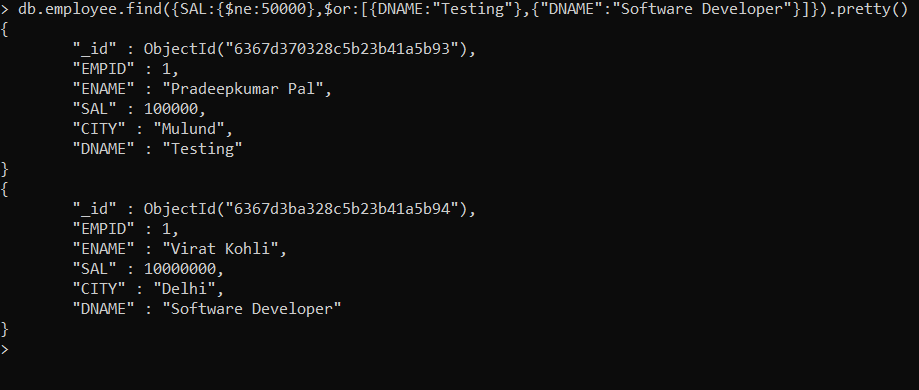 > db.employee.find({SAL:{$ne:50000},$or:[{DNAME:"Testing"},{"DNAME":"Software Developer"}]}).pretty()
{
        "_id" : ObjectId("6367d370328c5b23b41a5b93"),
        "EMPID" : 1,
        "ENAME" : "Pradeepkumar Pal",
        "SAL" : 100000,
        "CITY" : "Mulund",
        "DNAME" : "Testing"
}
{
        "_id" : ObjectId("6367d3ba328c5b23b41a5b94"),
        "EMPID" : 1,
        "ENAME" : "Virat Kohli",
        "SAL" : 10000000,
        "CITY" : "Delhi",
        "DNAME" : "Software Developer"
}
>